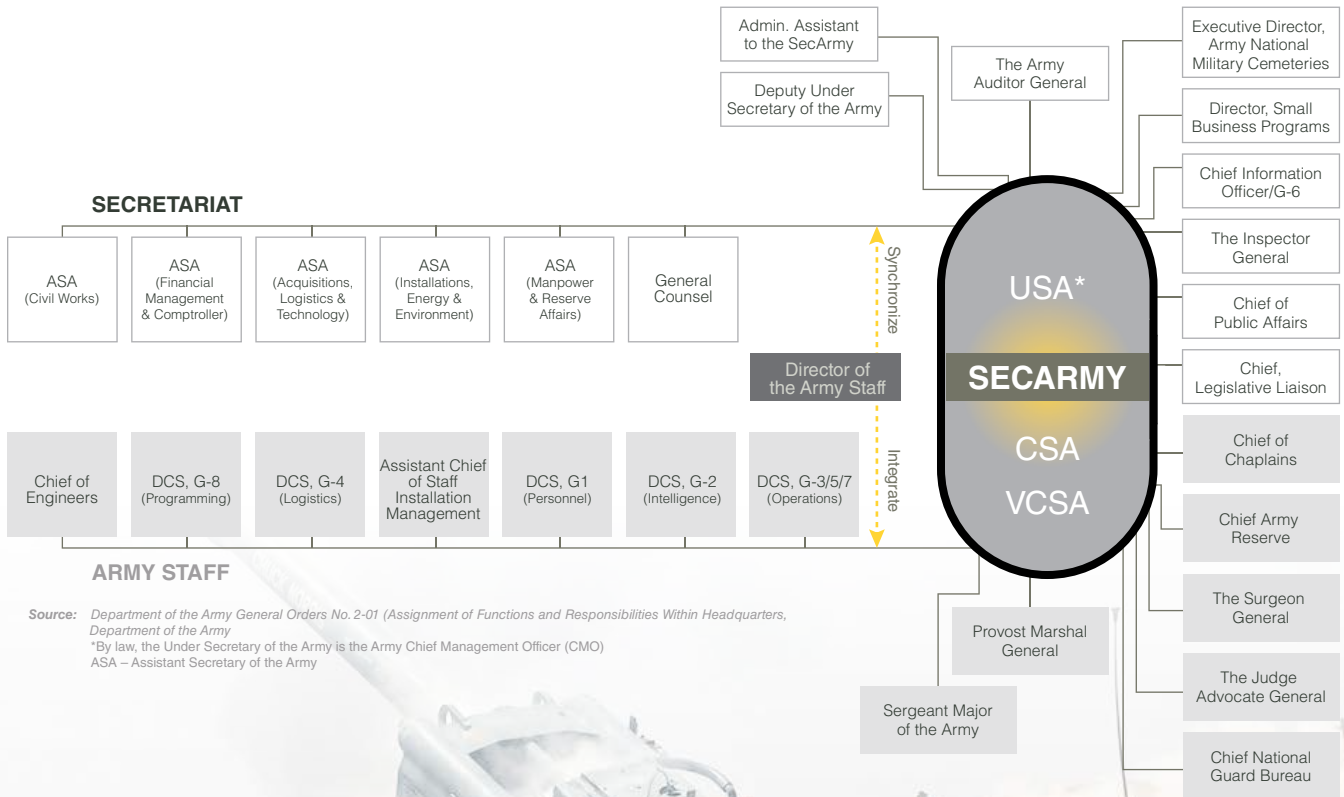 Admin. Assistant
to the SecArmy
Deputy Under
Secretary of the Army
The Army
Auditor General
Executive Director,
Army National
Military Cemeteries
Director, Small
Business Programs
Chief Information
Officer/G-6
The Inspector
General
Chief of
Public Affairs
Chief,
Legislative Liaison
SECRETARIAT
ASA
(Civil Works)
ASA
(Financial
Management
& Comptroller)
ASA
(Acquisitions,
Logistics &
Technology)
ASA
(Installations,
Energy &
Environment)
ASA
(Manpower
& Reserve
Affairs)
General
Counsel
Synchronize
Director of
the Army Staff
Integrate
USA*
SECARMY
CSA
VCSA
Chief of
Engineers
DCS, G-8
(Programming)
DCS, G-4
(Logistics)
Assistant Chief
of Staff
Installation
Management
DCS, G1
(Personnel)
DCS, G-2
(Intelligence)
DCS, G-3/5/7
(Operations)
ARMY STAFF
Chief of
Chaplains
Chief Army
Reserve
The Surgeon
General
The Judge
Advocate General
Chief National
Guard Bureau
Provost Marshal
General
Sergeant Major
of the Army
Source: Department of the Army General Orders No. 2-01 (Assignment of Functions and Responsibilities Within Headquarters,
Department of the Army
*By law, the Under Secretary of the Army is the Army Chief Management Officer (CMO)
ASA – Assistant Secretary of the Army